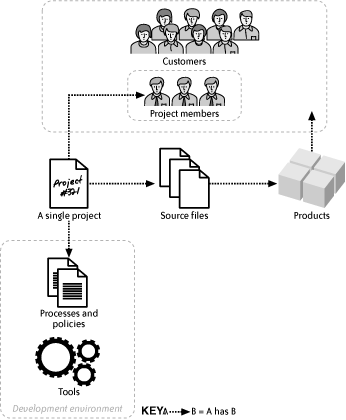 Customers
Project members
Project
#321
A single project
Source files
Products
Processes and
policies
Tools
Development environment
KEY A B = A has B